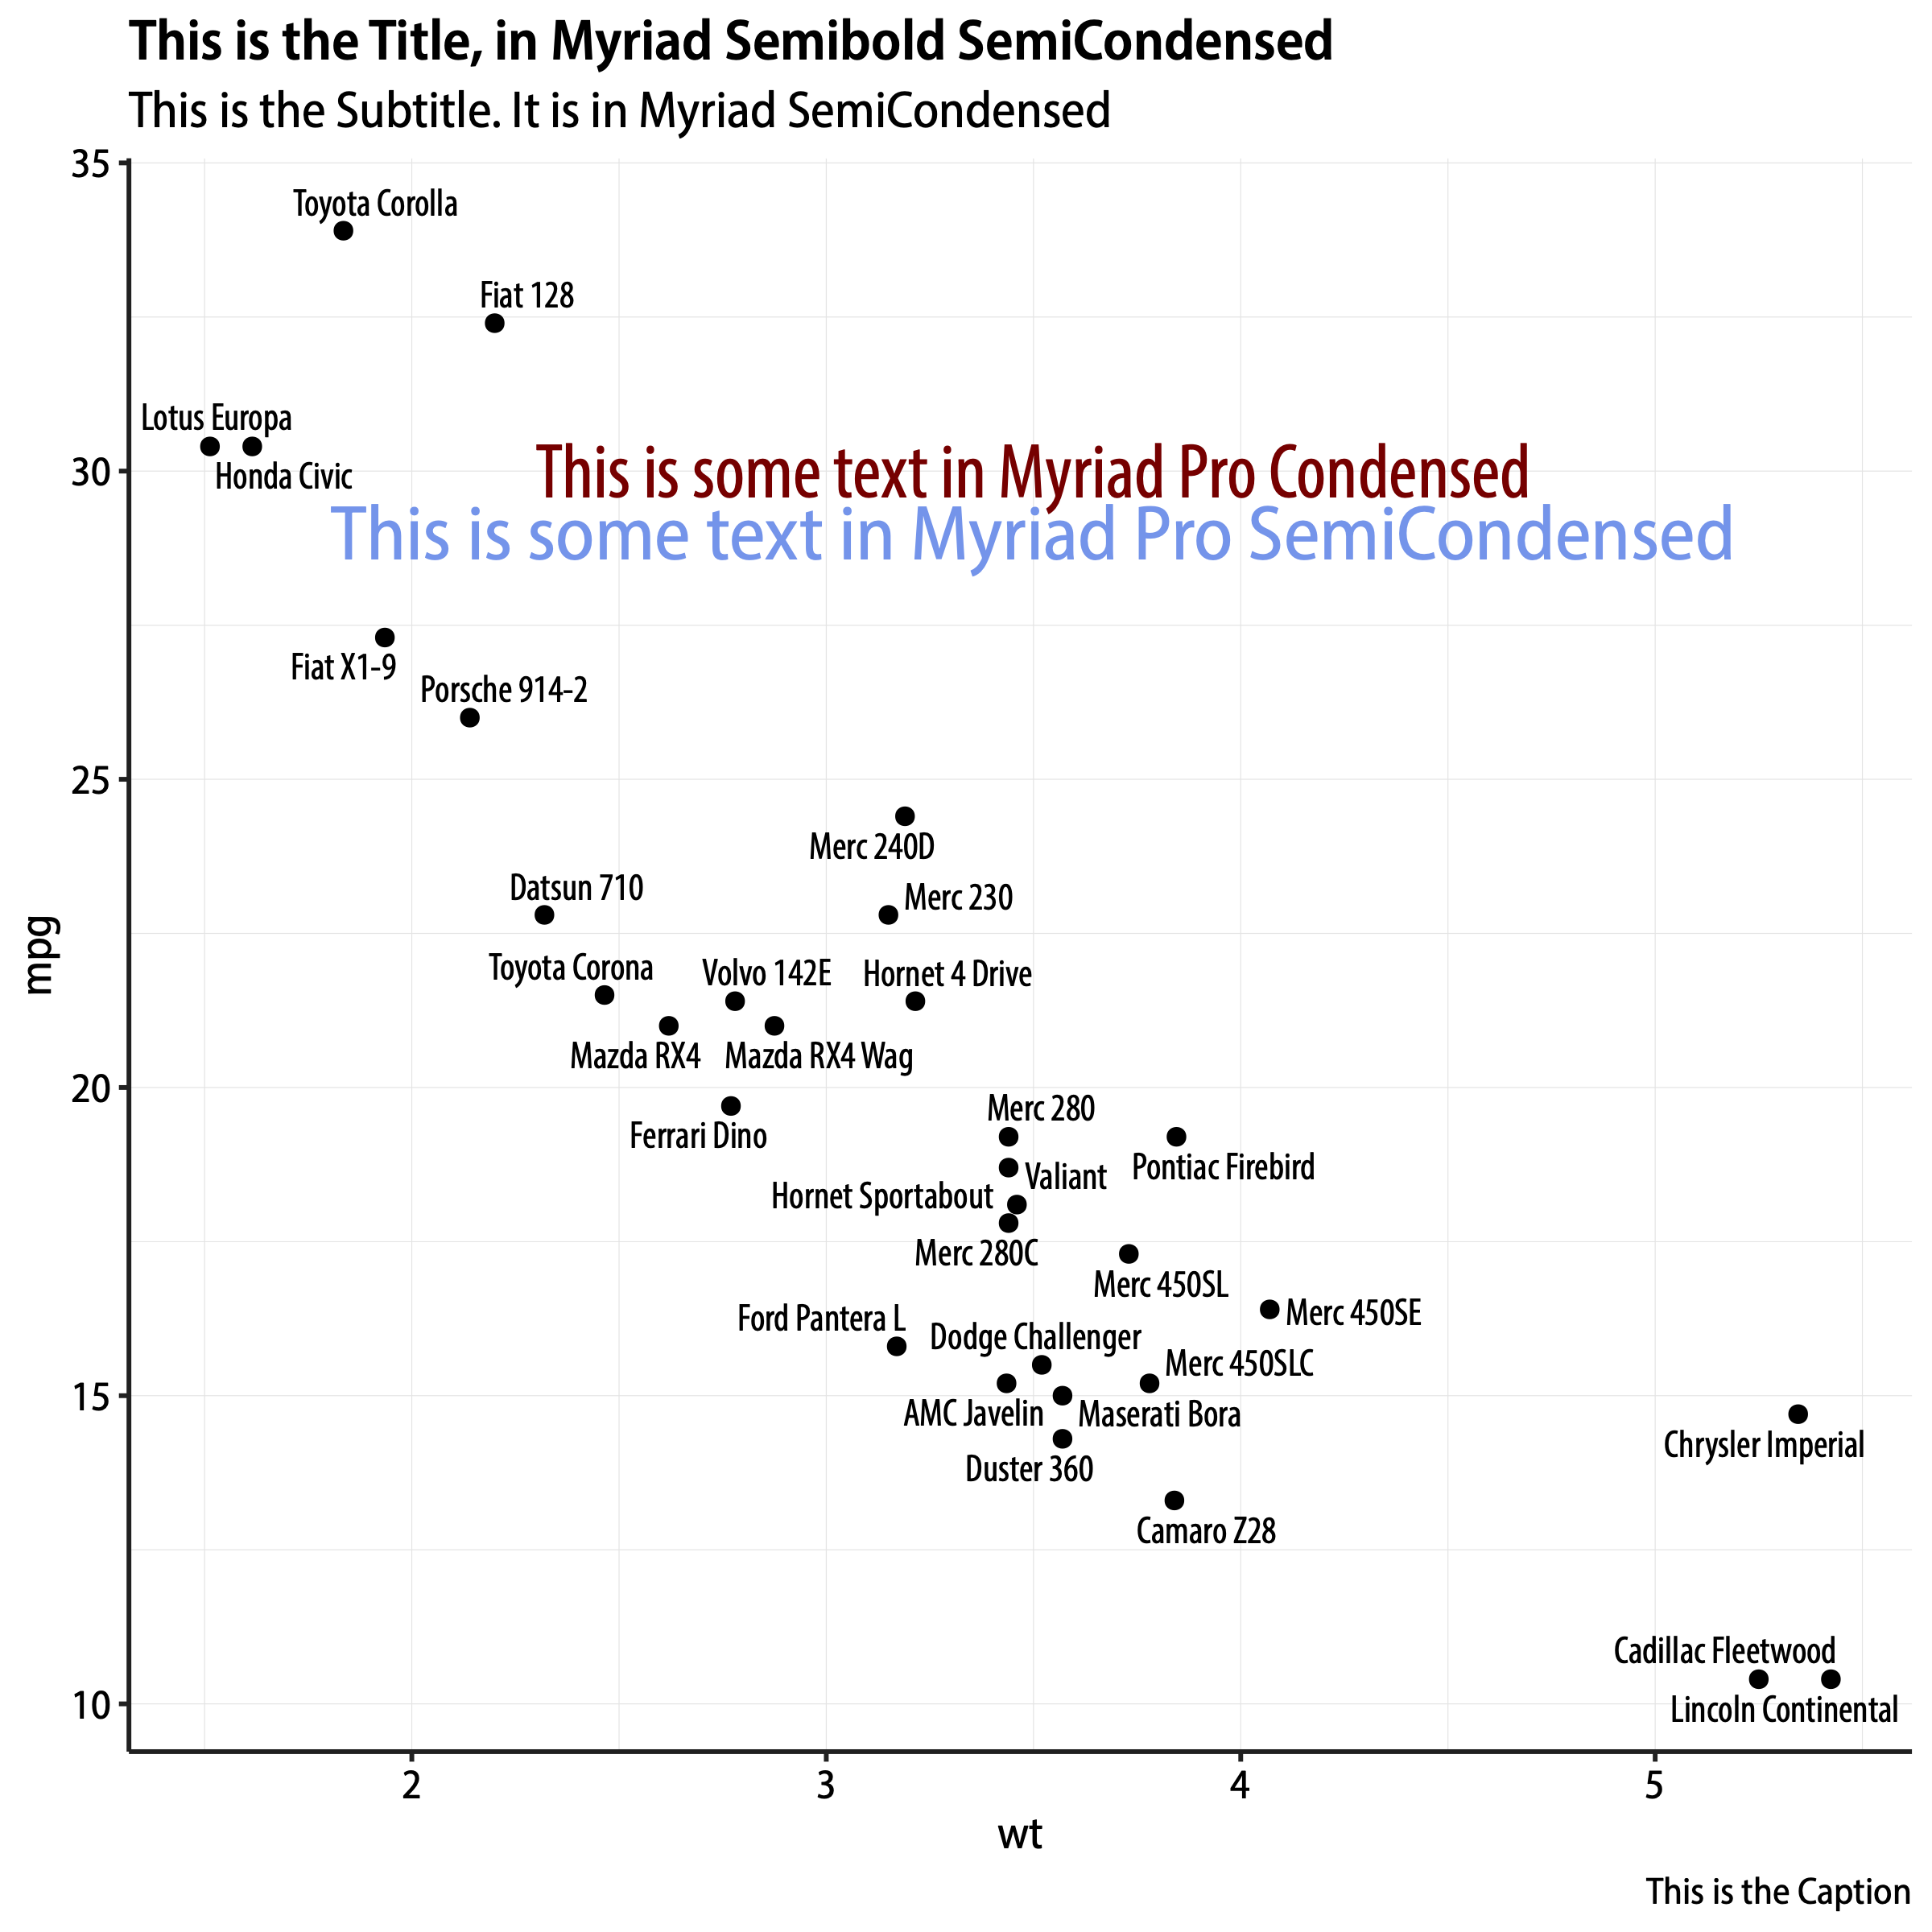 This is the Title, in Myriad Semibold SemiCondensed
This is the Subtitle. It is in Myriad SemiCondensed
35
Toyota Corolla
Fiat 128
Lotus Europa
30
Honda Civic
This is some text in Myriad Pro Condensed
This is some text in Myriad Pro SemiCondensed
Fiat X1-9
Porsche 914-2
25
Merc 240D
Datsun 710
Merc 230
mpg
Toyota Corona
Volvo 142E
Hornet 4 Drive
Mazda RX4
Mazda RX4 Wag
20
Merc 280
Ferrari Dino
Pontiac Firebird
Valiant
Hornet Sportabout
Merc 280C
Merc 450SL
Merc 450SE
Ford Pantera L
Dodge Challenger
Merc 450SLC
15
AMC Javelin
Maserati Bora
Chrysler Imperial
Duster 360
Camaro Z28
Cadillac Fleetwood
10
Lincoln Continental
2
3
4
5
wt
This is the Caption